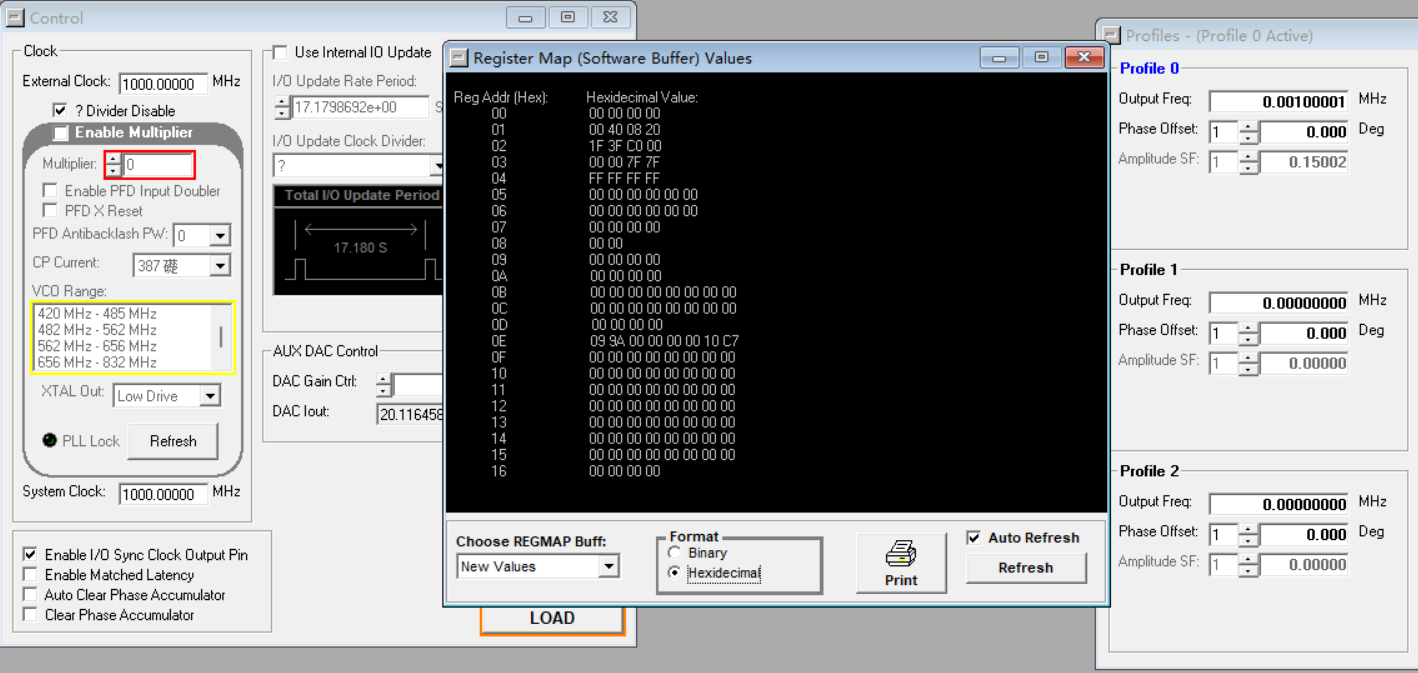 Control
Clock
External Clock: 1000.00000 MHz
? Divider Disable
Enable Multiplier
Multiplier: 0
Enable PFD Input Doubler
PFD X Reset
PFD Antibacklash PW: 0
CP Current: 387 礎
VCO Range:
420 MHz - 485 MHz
482 MHz - 562 MHz
562 MHz - 656 MHz
656 MHz - 832 MHz
XTAL Out: Low Drive
PLL Lock Refresh
System Clock: 1000.00000 MHz
Enable I/O Sync Clock Output Pin
Enable Matched Latency
Auto Clear Phase Accumulator
Clear Phase Accumulator
Use Internal IO Update
I/O Update Rate Period:
17.1798692e+00 S
I/O Update Clock Divider:
?
Total I/O Update Period
17.180 S
AUX DAC Control
DAC Gain Ctrl:
DAC Iout: 20.116458
LOAD
Register Map (Software Buffer) Values
Reg Addr (Hex): Hexidecimal Value:
00 00 00 00 00
01 00 40 08 20
02 1F 3F C0 00
03 00 00 7F 7F
04 FF FF FF FF
05 00 00 00 00 00 00
06 00 00 00 00 00 00
07 00 00 00 00
08 00 00
09 00 00 00 00
0A 00 00 00 00
0B 00 00 00 00 00 00 00 00
0C 00 00 00 00 00 00 00 00
0D 00 00 00 00
0E 09 9A 00 00 00 00 10 C7
0F 00 00 00 00 00 00 00 00
10 00 00 00 00 00 00 00 00
11 00 00 00 00 00 00 00 00
12 00 00 00 00 00 00 00 00
13 00 00 00 00 00 00 00 00
14 00 00 00 00 00 00 00 00
15 00 00 00 00 00 00 00 00
16 00 00 00 00
Choose REGMAP Buff:
New Values
Format
Binary
Hexidecimal
Print
Auto Refresh
Refresh
Profiles - (Profile 0 Active)
Profile 0
Output Freq: 0.00100001 MHz
Phase Offset: 1 0.000 Deg
Amplitude SF: 1 0.15002
Profile 1
Output Freq: 0.00000000 MHz
Phase Offset: 1 0.000 Deg
Amplitude SF: 1 0.00000
Profile 2
Output Freq: 0.00000000 MHz
Phase Offset: 1 0.000 Deg
Amplitude SF: 1 0.00000